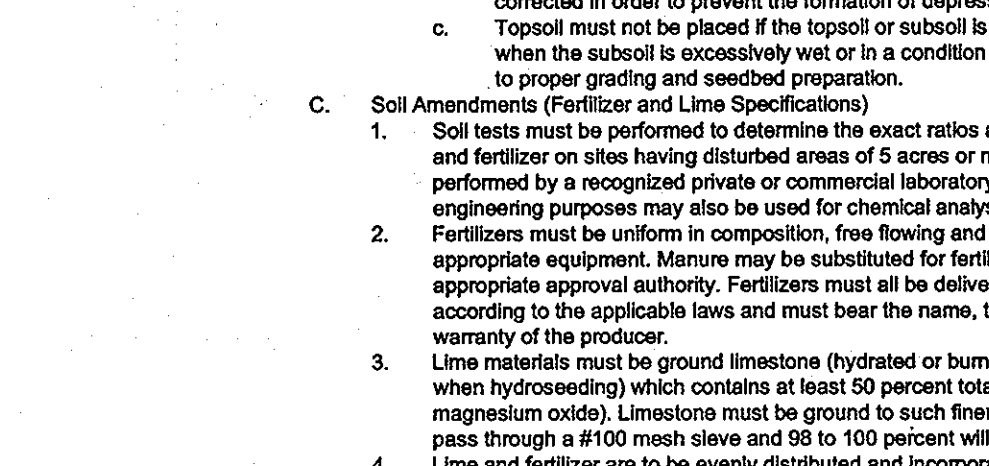 corrected in order to prevent the formation of depress
c. Topsoil must not be placed if the topsoil or subsoil is
when the subsoil is excessively wet or in a condition
to proper grading and seedbed preparation.
C. Soil Amendments (Fertilizer and Lime Specifications)
1. Soil tests must be performed to determine the exact ratios a
and fertilizer on sites having disturbed areas of 5 acres or m
performed by a recognized private or commercial laboratory
engineering purposes may also be used for chemical analys
2. Fertilizers must be uniform in composition, free flowing and
appropriate equipment. Manure may be substituted for fertil
appropriate approval authority. Fertilizers must all be delive
according to the applicable laws and must bear the name, t
warranty of the producer.
3. Lime materials must be ground limestone (hydrated or burn
when hydroseeding) which contains at least 50 percent tota
magnesium oxide). Limestone must be ground to such finen
pass through a #100 mesh sieve and 98 to 100 percent will
4. Lime and fertilizer are to be evenly distributed and incorpor